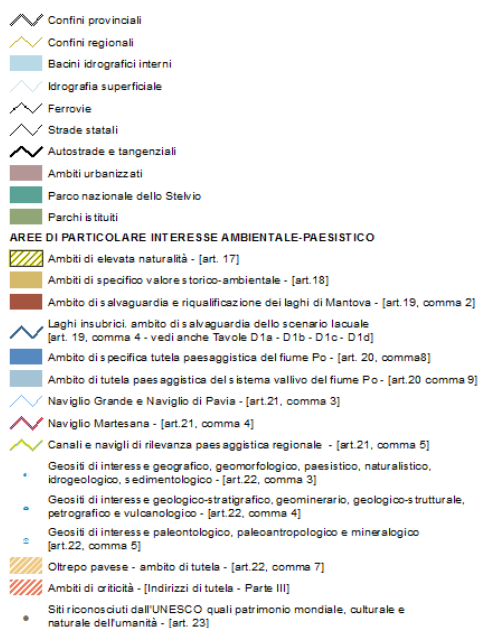 Confini provinciali
Confini regionali
Bacini idrografici interni
Idrografia superficiale
Ferrovie
Strade statali
Autostrade e tangenziali
Ambiti urbanizzati
Parco nazionale dello Stelvio
Parchi istituiti
AREE DI PARTICOLARE INTERESSE AMBIENTALE-PAESISTICO
Ambiti di elevata naturalità - [art. 17]
Ambiti di specifico valore storico-ambientale - [art.18]
Ambito di salvaguardia e riqualificazione dei laghi di Mantova - [art.19, comma 2]
Laghi insubrici. ambito di salvaguardia dello scenario lacuale
[art. 19, comma 4 - vedi anche Tavole D1a - D1b - D1c - D1d]
Ambito di specifica tutela paesaggistica del fiume Po - [art. 20, comma8]
Ambito di tutela paesaggistica del sistema vallivo del fiume Po - [art.20 comma 9]
Naviglio Grande e Naviglio di Pavia - [art.21, comma 3]
Naviglio Martesana - [art.21, comma 4]
Canali e navigli di rilevanza paesaggistica regionale - [art.21, comma 5]
Geositi di interesse geografico, geomorfologico, paesistico, naturalistico,
idrogeologico, sedimentologico - [art.22, comma 3]
Geositi di interesse geologico-stratigrafico, geominerario, geologico-strutturale,
petrografico e vulcanologico - [art.22, comma 4]
Geositi di interesse paleontologico, paleoantropologico e mineralogico
[art.22, comma 5]
Oltrepo pavese - ambito di tutela - [art.22, comma 7]
Ambiti di criticità - [Indirizzi di tutela - Parte III]
Siti riconosciuti dall'UNESCO quali patrimonio mondiale, culturale e
naturale dell'umanità - [art. 23]